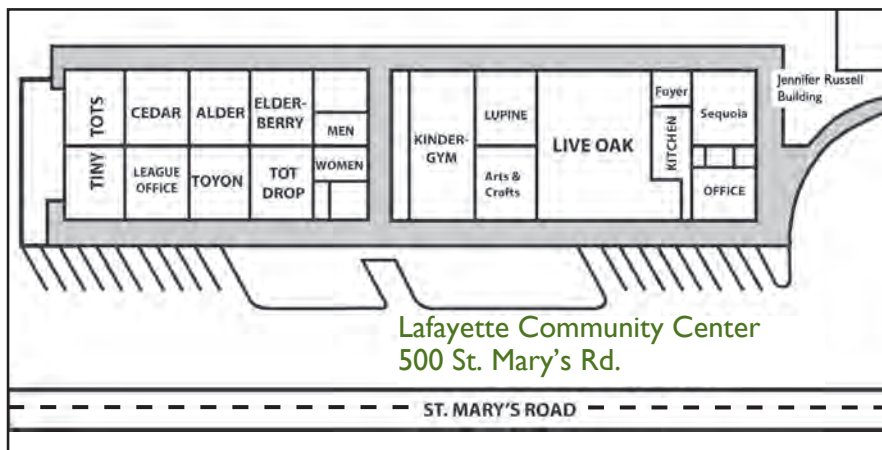 Jennifer Russell
Building
TINY TOTS
CEDAR
ALDER
ELDER-
BERRY
MEN
LEAGUE
OFFICE
TOYON
TOT
DROP
WOMEN
KINDER-
GYM
LUPINE
Arts &
Crafts
LIVE OAK
Foyer
KITCHEN
Sequoia
OFFICE
Lafayette Community Center
500 St. Mary's Rd.
ST. MARY'S ROAD